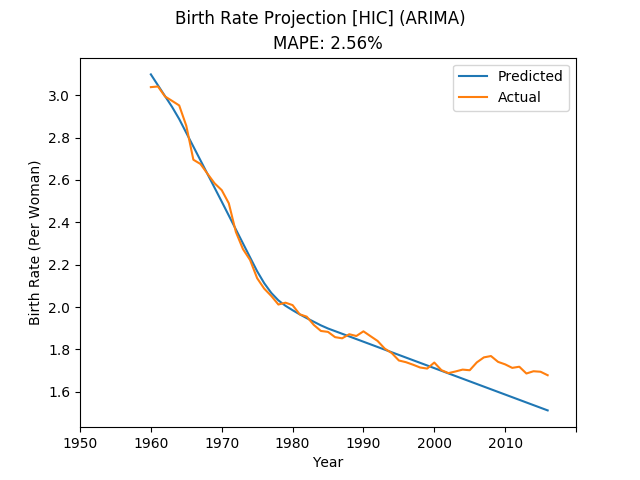 Birth Rate Projection [HIC] (ARIMA)
MAPE: 2.56%
Predicted
Actual
Birth Rate (Per Woman)
3.0
2.8
2.6
2.4
2.2
2.0
1.8
1.6
1950 1960 1970 1980 1990 2000 2010
Year